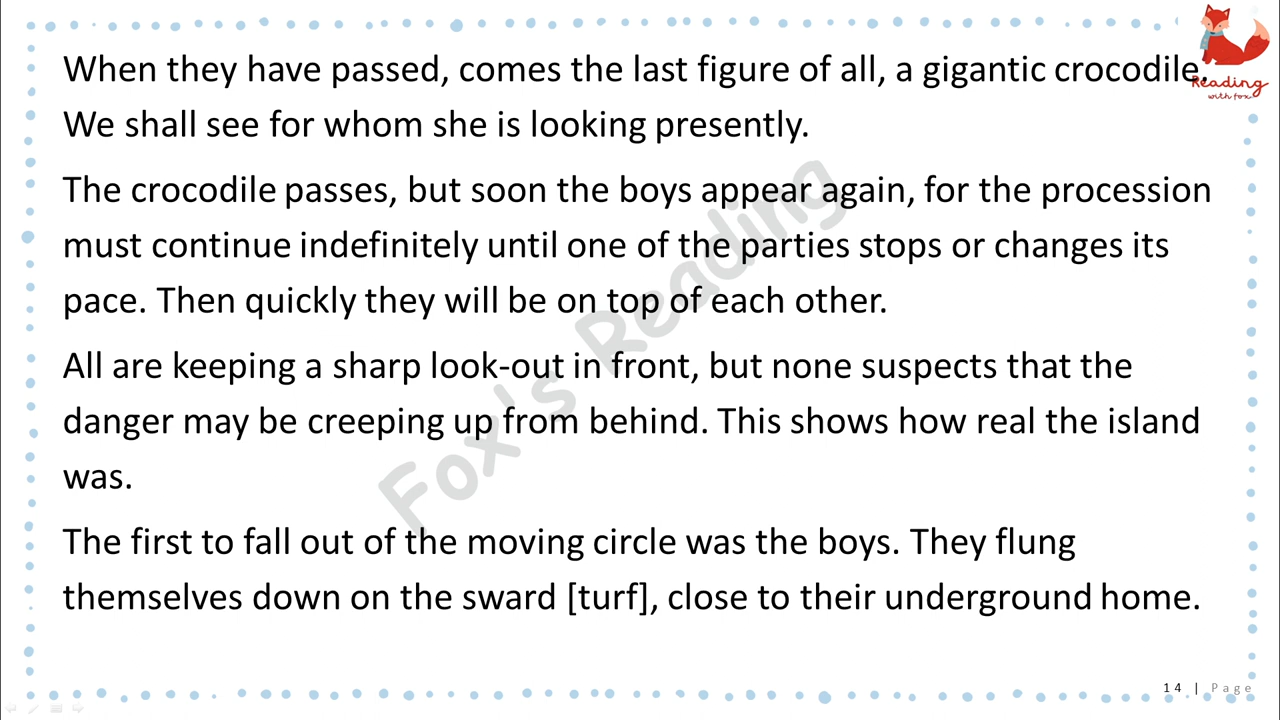 When they have passed, comes the last figure of all, a gigantic crocodile.
We shall see for whom she is looking presently.
The crocodile passes, but soon the boys appear again, for the procession
must continue indefinitely until one of the parties stops or changes its
pace. Then quickly they will be on top of each other.
All are keeping a sharp look-out in front, but none suspects that the
danger may be creeping up from behind. This shows how real the island
was.
The first to fall out of the moving circle was the boys. They flung
themselves down on the sward [turf], close to their underground home.
Reading
with fox
Fox's Reading
14 | Page